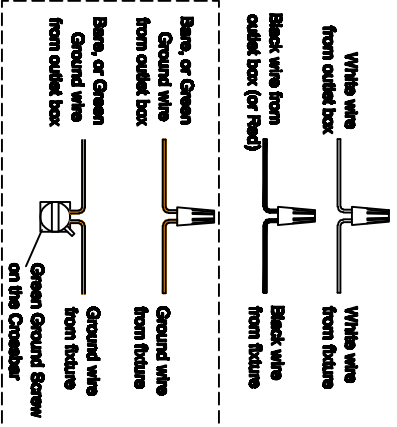 White wire
from outlet box
White wire
from fixture
Black wire from
outlet box (or Red)
Black wire
from fixture
Bare, or Green
Ground wire
from outlet box
Ground wire
from fixture
Bare, or Green
Ground wire
from outlet box
Ground wire
from fixture
Green Ground Screw
on the Crossbar